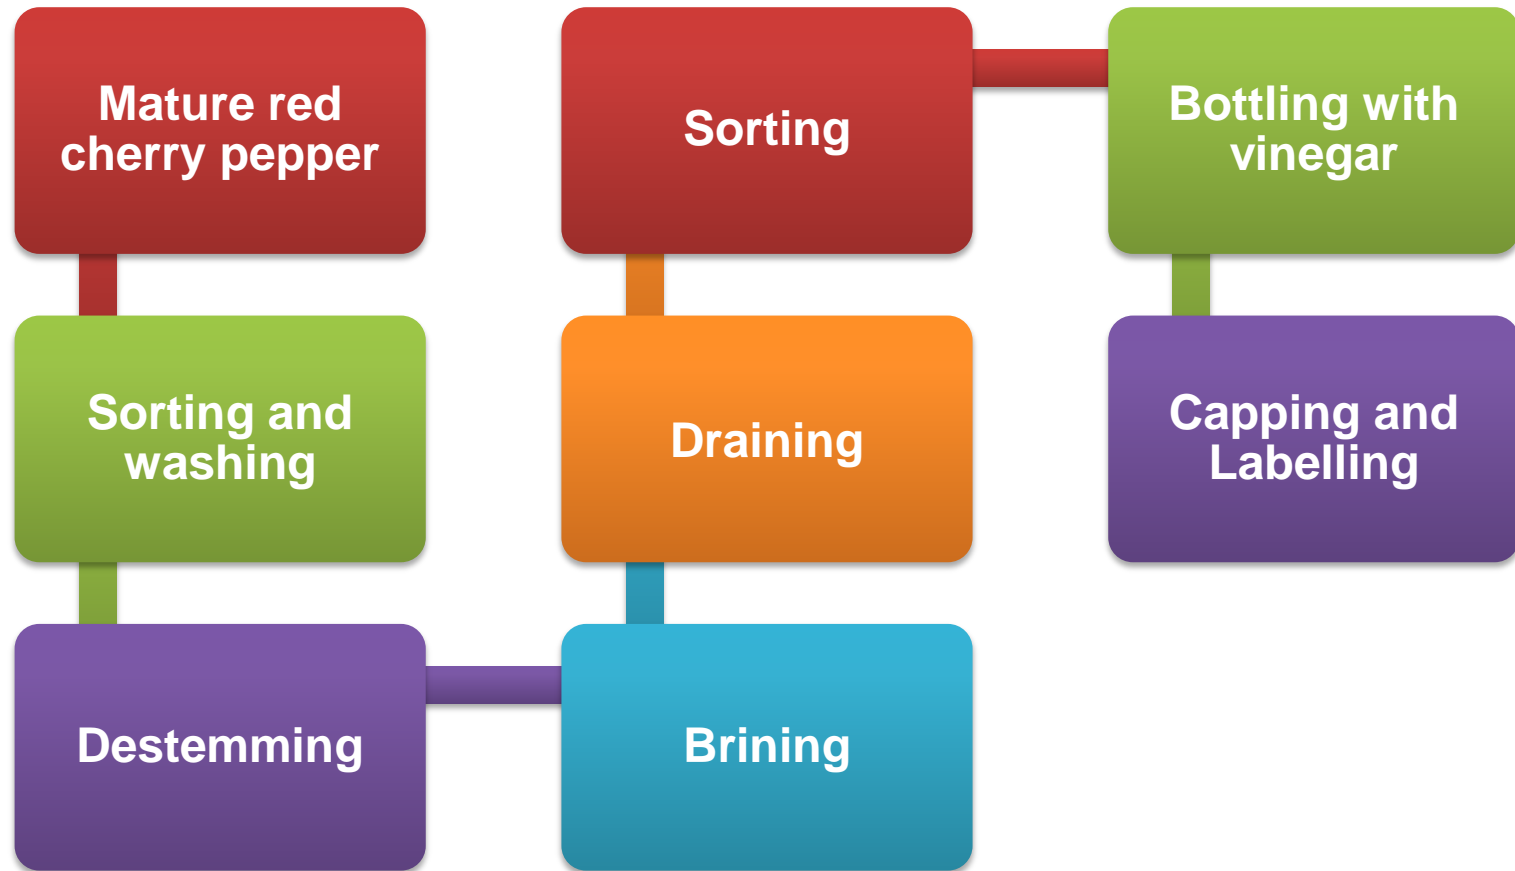 Mature red
cherry pepper
Sorting and
washing
Destemming
Brining
Draining
Sorting
Bottling with
vinegar
Capping and
Labelling